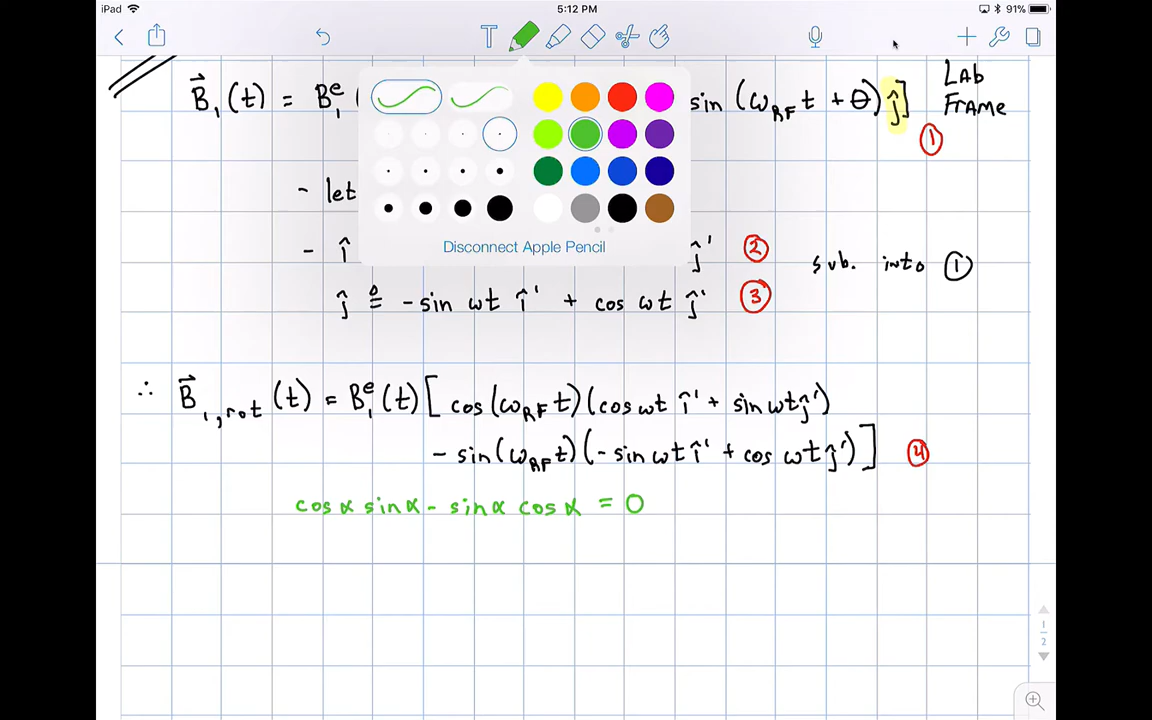 iPad 5:12 PM 91%
T
B⃗₁(t) = B₁ᵉ( sin (ω_RF t + θ) ĵ] LAB
FRAME
①
- let
- î ĵ' ② sub. into ①
ĵ ≜ -sin ωt î' + cos ωt ĵ' ③
Disconnect Apple Pencil
∴ B⃗₁,rot (t) = B₁ᵉ(t) [ cos(ω_RF t)(cos ωt î' + sin ωt ĵ')
- sin(ω_RF t)(-sin ωt î' + cos ωt ĵ') ] ④
cos α sin α - sin α cos α = 0
1/2